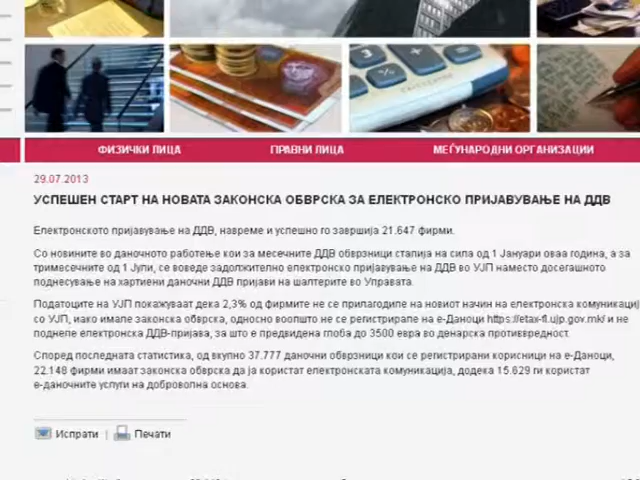 ФИЗИЧКИ ЛИЦА ПРАВНИ ЛИЦА МЕЃУНАРОДНИ ОРГАНИЗАЦИИ
29.07.2013
УСПЕШЕН СТАРТ НА НОВАТА ЗАКОНСКА ОБВРСКА ЗА ЕЛЕКТРОНСКО ПРИЈАВУВАЊЕ НА ДДВ
Електронското пријавување на ДДВ, навреме и успешно го завршија 21.647 фирми.
Со новините во даночното работење кои за месечните ДДВ обврзници стапија на сила од 1 Јануари оваа година, а за
тримесечните од 1 Јули, се воведе задолжително електронско пријавување на ДДВ во УЈП наместо досегашното
поднесување на хартиени даночни ДДВ пријави на шалтерите во Управата.
Податоците на УЈП покажуваат дека 2,3% од фирмите не се прилагодиле на новиот начин на електронска комуникациј
со УЈП, иако имале законска обврска, односно воопшто не се регистрирале на е-Даноци https://etax-fl.ujp.gov.mk/ и не
поднеле електронска ДДВ-пријава, за што е предвидена глоба до 3500 евра во денарска противвредност.
Според последната статистика, од вкупно 37.777 даночни обврзници кои се регистрирани корисници на е-Даноци,
22.148 фирми имаат законска обврска да ја користат електронската комуникација, додека 15.629 ги користат
е-даночните услуги на доброволна основа.
Испрати | Печати